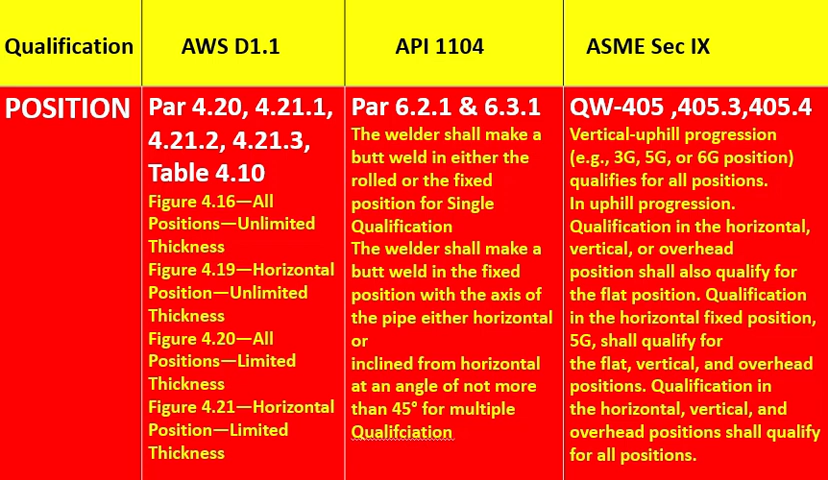 Qualification
AWS D1.1
API 1104
ASME Sec IX
POSITION
Par 4.20, 4.21.1,
4.21.2, 4.21.3,
Table 4.10
Figure 4.16—All
Positions—Unlimited
Thickness
Figure 4.19—Horizontal
Position—Unlimited
Thickness
Figure 4.20—All
Positions—Limited
Thickness
Figure 4.21—Horizontal
Position—Limited
Thickness
Par 6.2.1 & 6.3.1
The welder shall make a
butt weld in either the
rolled or the fixed
position for Single
Qualification
The welder shall make a
butt weld in the fixed
position with the axis of
the pipe either horizontal
or
inclined from horizontal
at an angle of not more
than 45° for multiple
Qualifciation
QW-405 ,405.3,405.4
Vertical-uphill progression
(e.g., 3G, 5G, or 6G position)
qualifies for all positions.
In uphill progression.
Qualification in the horizontal,
vertical, or overhead
position shall also qualify for
the flat position. Qualification
in the horizontal fixed position,
5G, shall qualify for
the flat, vertical, and overhead
positions. Qualification in
the horizontal, vertical, and
overhead positions shall qualify
for all positions.